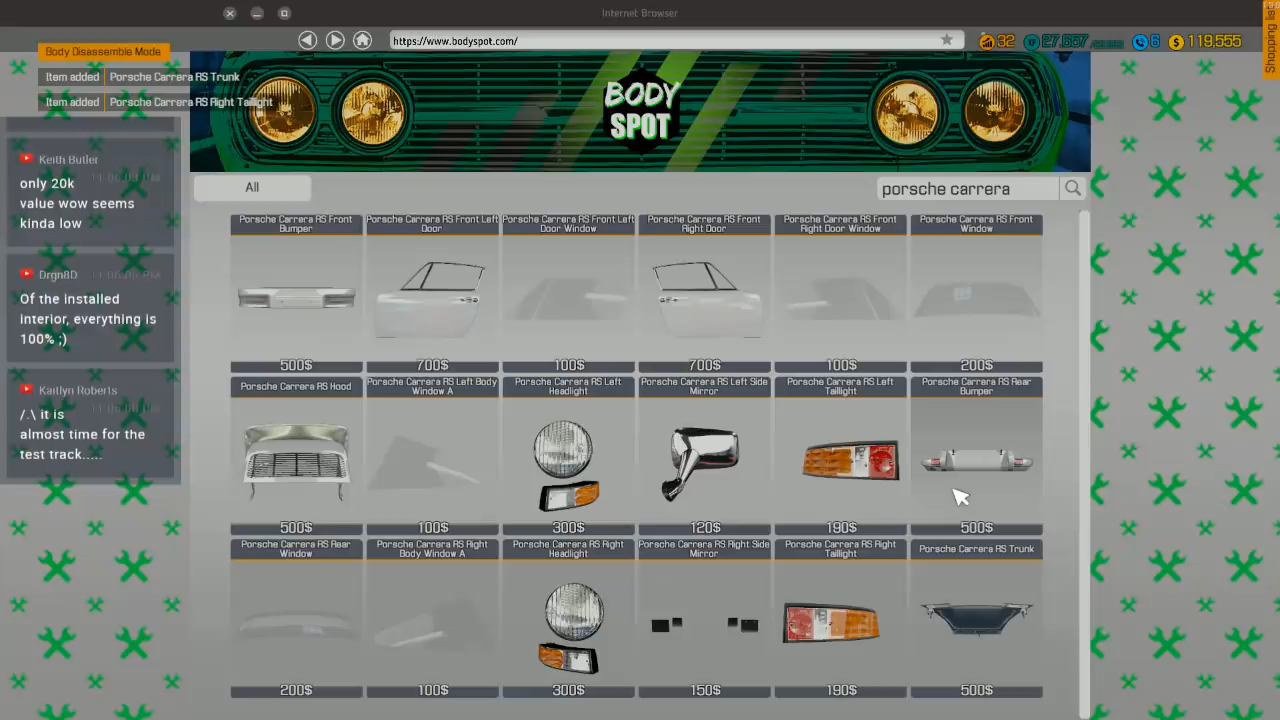 Internet Browser
https://www.bodyspot.com/
32
6
119,555
Shopping list
Body Disassemble Mode
Item added
Porsche Carrera RS Trunk
Item added
Porsche Carrera RS Right Taillight
BODY
SPOT
All
porsche carrera
Keith Butler
only 20k
value wow seems
kinda low
Drgn8D
Of the installed
interior, everything is
100% ;)
Kaitlyn Roberts
/.\ it is
almost time for the
test track.....
Porsche Carrera RS Front
Bumper
Porsche Carrera RS Front Left
Door
Porsche Carrera RS Front Left
Door Window
Porsche Carrera RS Front
Right Door
Porsche Carrera RS Front
Right Door Window
Porsche Carrera RS Front
Window
500$
700$
100$
700$
100$
200$
Porsche Carrera RS Hood
Porsche Carrera RS Left Body
Window A
Porsche Carrera RS Left
Headlight
Porsche Carrera RS Left Side
Mirror
Porsche Carrera RS Left
Taillight
Porsche Carrera RS Rear
Bumper
500$
100$
300$
120$
190$
500$
Porsche Carrera RS Rear
Window
Porsche Carrera RS Right
Body Window A
Porsche Carrera RS Right
Headlight
Porsche Carrera RS Right Side
Mirror
Porsche Carrera RS Right
Taillight
Porsche Carrera RS Trunk
200$
100$
300$
150$
190$
500$